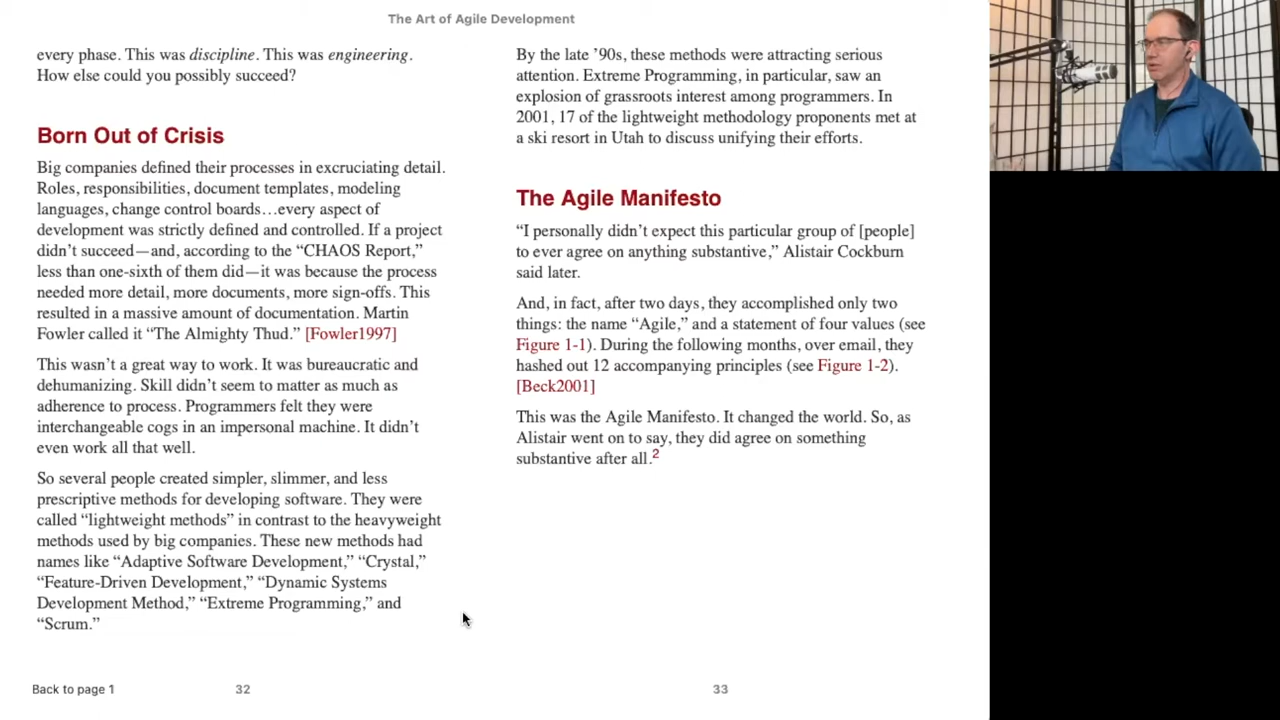 The Art of Agile Development
every phase. This was discipline. This was engineering.
How else could you possibly succeed?
Born Out of Crisis
Big companies defined their processes in excruciating detail.
Roles, responsibilities, document templates, modeling
languages, change control boards…every aspect of
development was strictly defined and controlled. If a project
didn’t succeed—and, according to the “CHAOS Report,”
less than one-sixth of them did—it was because the process
needed more detail, more documents, more sign-offs. This
resulted in a massive amount of documentation. Martin
Fowler called it “The Almighty Thud.” [Fowler1997]
This wasn’t a great way to work. It was bureaucratic and
dehumanizing. Skill didn’t seem to matter as much as
adherence to process. Programmers felt they were
interchangeable cogs in an impersonal machine. It didn’t
even work all that well.
So several people created simpler, slimmer, and less
prescriptive methods for developing software. They were
called “lightweight methods” in contrast to the heavyweight
methods used by big companies. These new methods had
names like “Adaptive Software Development,” “Crystal,”
“Feature-Driven Development,” “Dynamic Systems
Development Method,” “Extreme Programming,” and
“Scrum.”
Back to page 1
32
By the late ’90s, these methods were attracting serious
attention. Extreme Programming, in particular, saw an
explosion of grassroots interest among programmers. In
2001, 17 of the lightweight methodology proponents met at
a ski resort in Utah to discuss unifying their efforts.
The Agile Manifesto
“I personally didn’t expect this particular group of [people]
to ever agree on anything substantive,” Alistair Cockburn
said later.
And, in fact, after two days, they accomplished only two
things: the name “Agile,” and a statement of four values (see
Figure 1-1). During the following months, over email, they
hashed out 12 accompanying principles (see Figure 1-2).
[Beck2001]
This was the Agile Manifesto. It changed the world. So, as
Alistair went on to say, they did agree on something
substantive after all.2
33